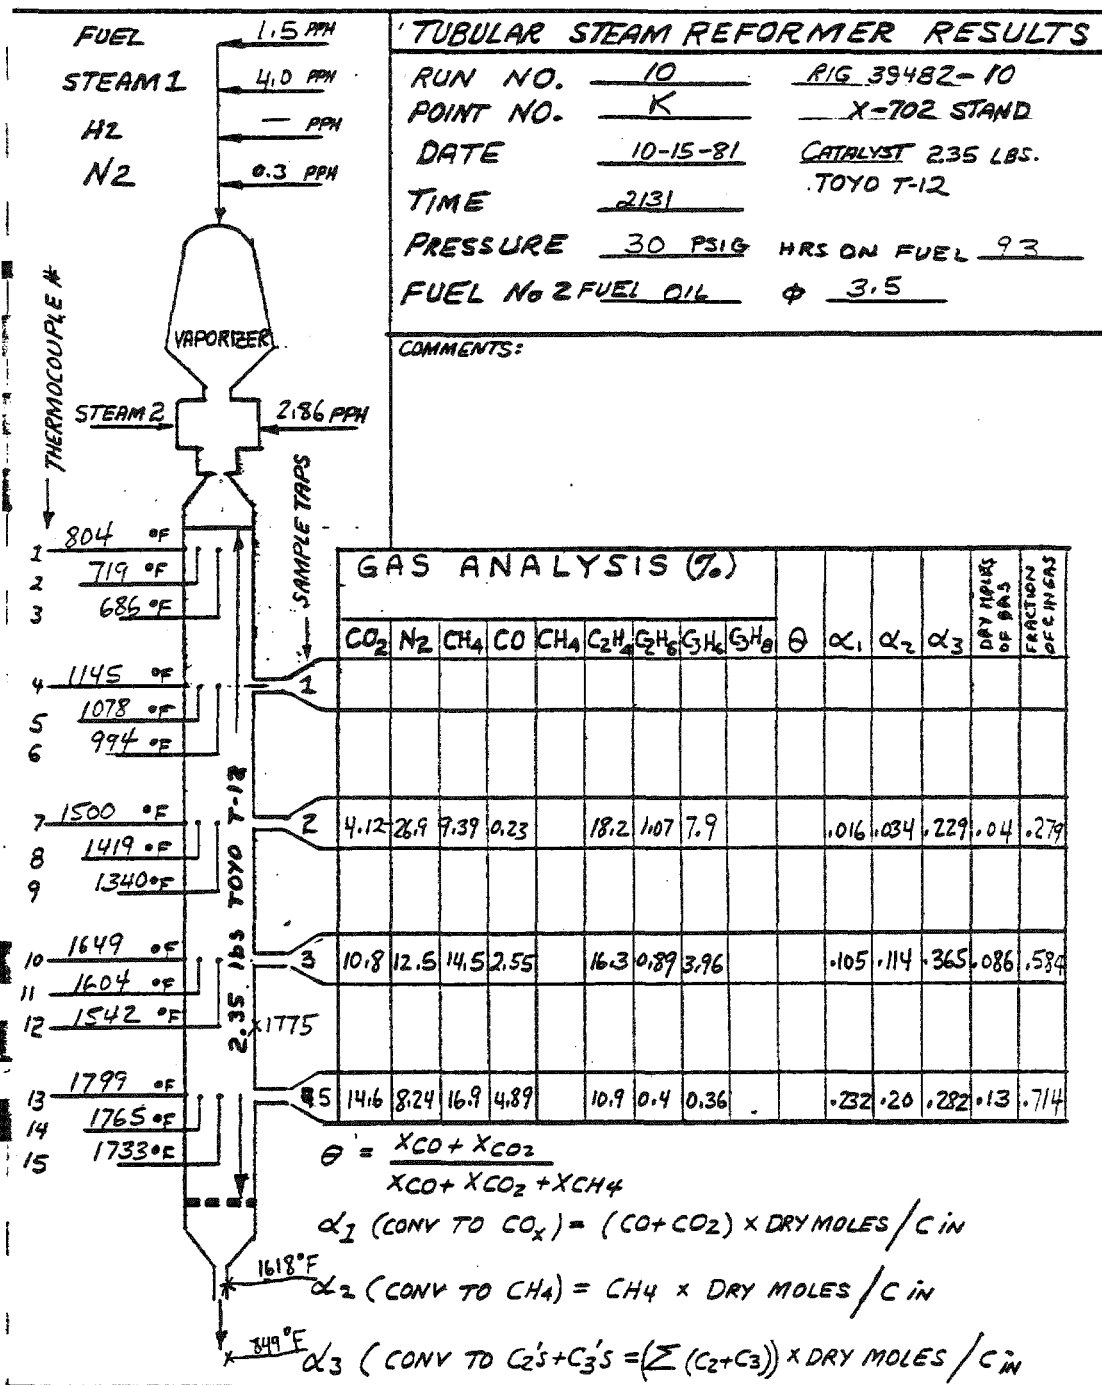 FUEL 1.5 PPH
STEAM 1 4.0 PPH
H2 — PPH
N2 0.3 PPH
TUBULAR STEAM REFORMER RESULTS
RUN NO. 10 RIG 39482-10
POINT NO. K X-702 STAND
DATE 10-15-81 CATALYST 2.35 LBS.
TIME 2131 TOYO T-12
PRESSURE 30 PSIG HRS ON FUEL 93
FUEL No 2 FUEL OIL ϕ 3.5
COMMENTS:
VAPORIZER
STEAM 2 2.86 PPH
THERMOCOUPLE #
SAMPLE TAPS
1 804 °F
2 719 °F
3 686 °F
4 1145 °F
5 1078 °F
6 994 °F
7 1500 °F
8 1419 °F
9 1340 °F
10 1649 °F
11 1604 °F
12 1542 °F
x1775
13 1799 °F
14 1765 °F
15 1733 °F
2.35 lbs TOYO T-12
GAS ANALYSIS (%)
CO2 N2 CH4 CO CH4 C2H4 C2H6 C3H6 C3H8 θ α1 α2 α3 DRY MOLES OF GAS FRACTION OF C IN GAS
1
2 4.12 26.9 9.39 0.23 18.2 1.07 7.9 .016 .034 .229 .04 .279
3 10.8 12.5 14.5 2.55 16.3 0.89 3.96 .105 .114 .365 .086 .584
5 14.6 8.24 16.9 4.89 10.9 0.4 0.36 .232 .20 .282 .13 .714
θ = XCO + XCO2 / XCO + XCO2 + XCH4
α1 (CONV TO COx) = (CO+CO2) × DRY MOLES / C IN
1618°F
α2 (CONV TO CH4) = CH4 × DRY MOLES / C IN
849°F
α3 (CONV TO C2'S + C3'S = (Σ (C2+C3)) × DRY MOLES / C IN